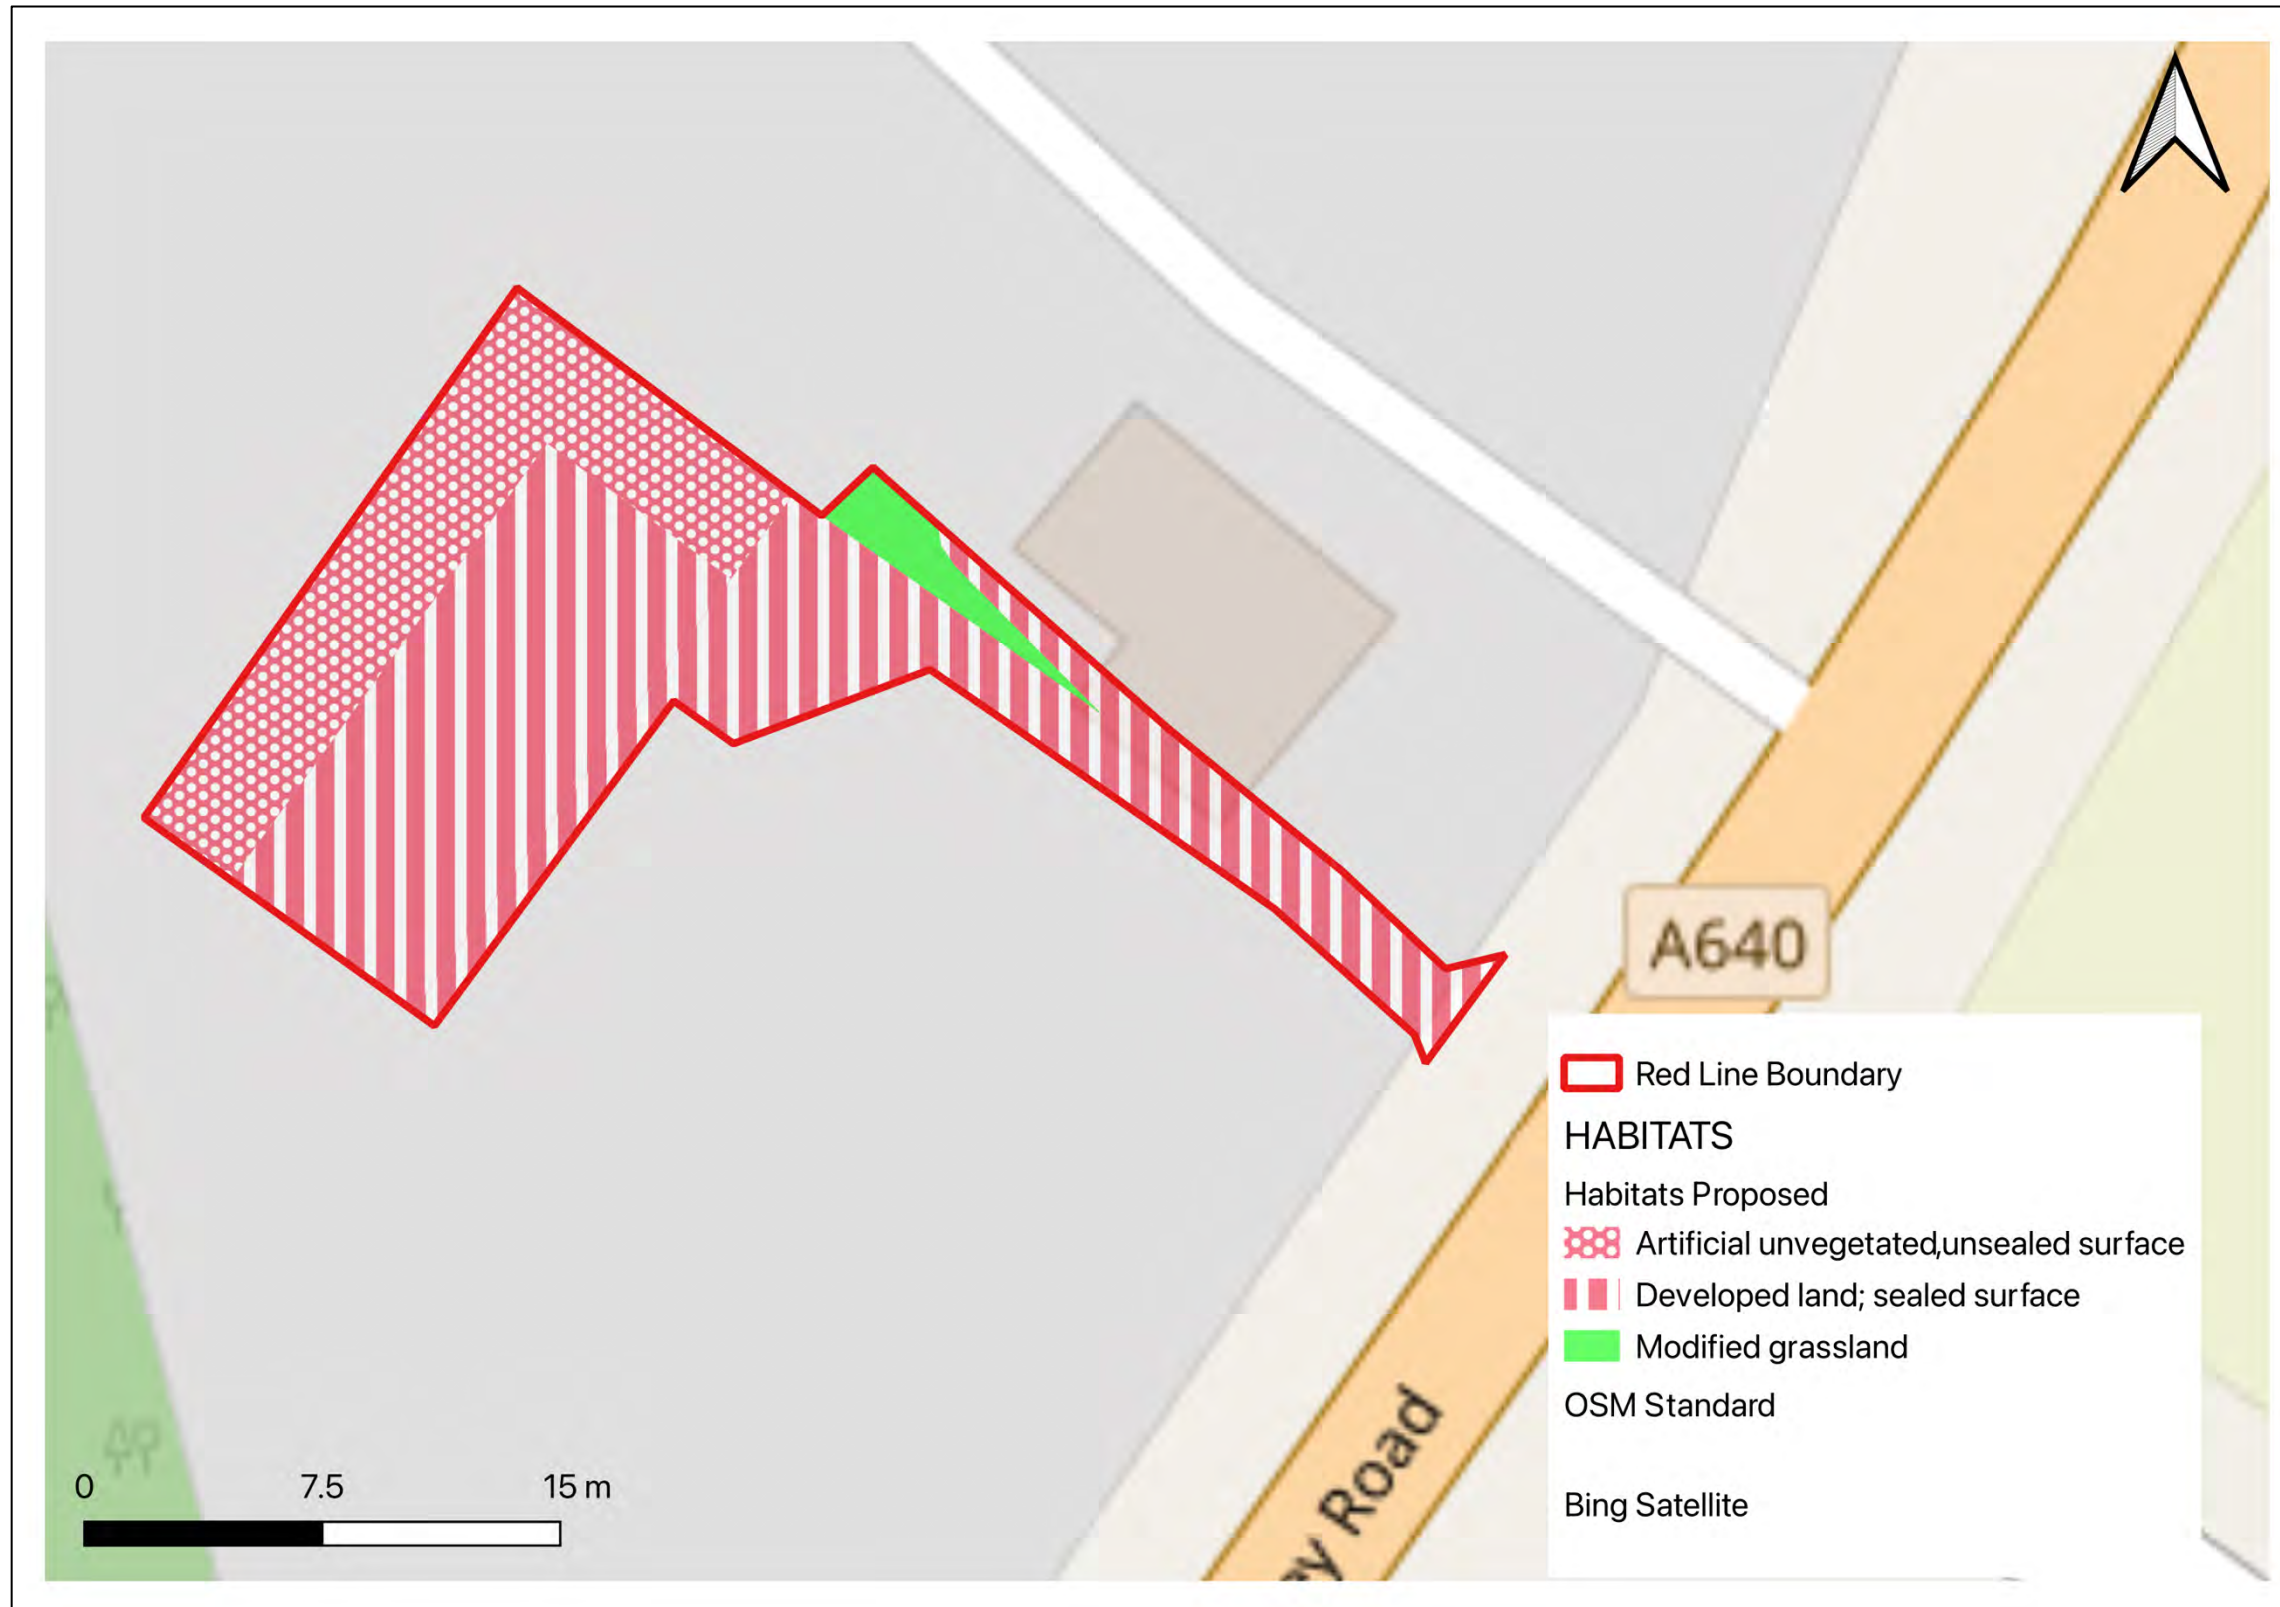 A640
Red Line Boundary
HABITATS
Habitats Proposed
Artificial unvegetated,unsealed surface
Developed land; sealed surface
Modified grassland
OSM Standard
Bing Satellite
Road
0 7.5 15 m